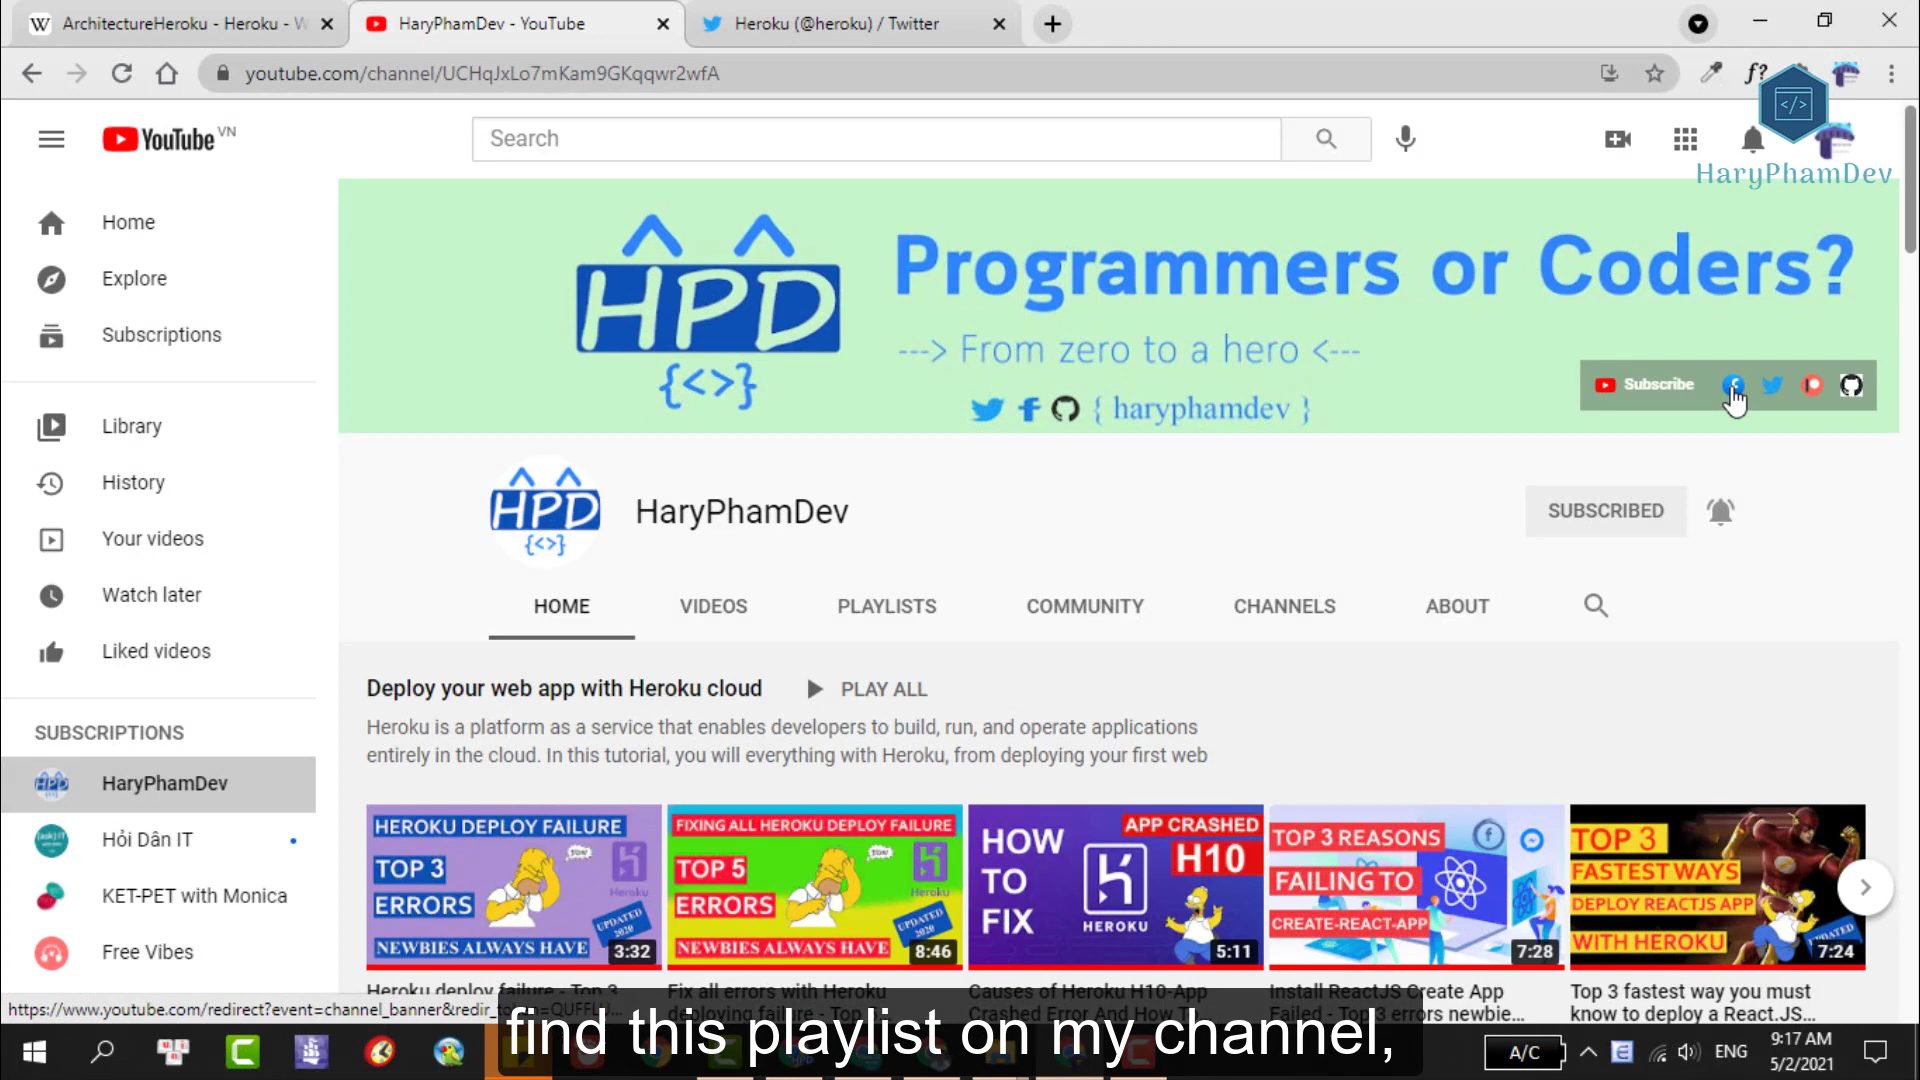 ArchitectureHeroku - Heroku - W
HaryPhamDev - YouTube
Heroku (@heroku) / Twitter
youtube.com/channel/UCHqJxLo7mKam9GKqqwr2wfA
f?
</>
HaryPhamDev
YouTube VN
Search
Home
Explore
Subscriptions
Library
History
Your videos
Watch later
Liked videos
SUBSCRIPTIONS
HaryPhamDev
Hỏi Dân IT
KET-PET with Monica
Free Vibes
HPD
{<>}
Programmers or Coders?
---> From zero to a hero <---
{ haryphamdev }
Subscribe
HPD
{<>}
HaryPhamDev
SUBSCRIBED
HOME
VIDEOS
PLAYLISTS
COMMUNITY
CHANNELS
ABOUT
Deploy your web app with Heroku cloud
PLAY ALL
Heroku is a platform as a service that enables developers to build, run, and operate applications
entirely in the cloud. In this tutorial, you will everything with Heroku, from deploying your first web
HEROKU DEPLOY FAILURE
TOP 3
ERRORS
Heroku
UPDATED
2020
NEWBIES ALWAYS HAVE
3:32
FIXING ALL HEROKU DEPLOY FAILURE
TOP 5
ERRORS
Heroku
UPDATED
2020
NEWBIES ALWAYS HAVE
8:46
HOW
TO
FIX
APP CRASHED
H10
HEROKU
5:11
TOP 3 REASONS
FAILING TO
CREATE-REACT-APP
7:28
TOP 3
FASTEST WAYS
DEPLOY REACTJS APP
WITH HEROKU
UPDATED
7:24
Heroku deploy failure - Top 3
Fix all errors with Heroku
deploying failure - Top 5
Causes of Heroku H10-App
Crashed Error And How T
Install ReactJS Create App
Failed - Top 3 errors newbie...
Top 3 fastest way you must
know to deploy a React.JS...
https://www.youtube.com/redirect?event=channel_banner&redir_token=QUFFLU...
find this playlist on my channel,
A/C
ENG
9:17 AM
5/2/2021